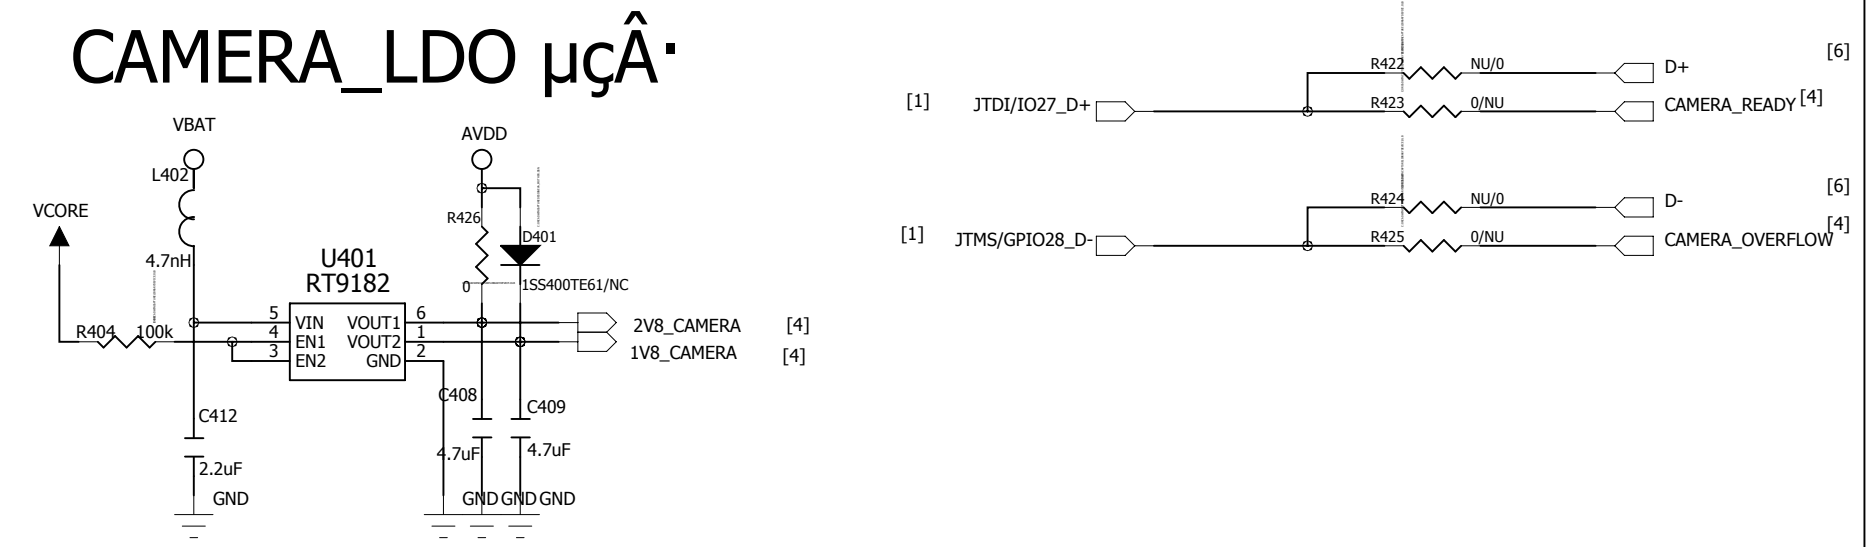 CAMERA_LDO µçÂ·
VBAT
L402
4.7nH
VCORE
R404 100k
U401
RT9182
5 VIN VOUT1 6
4 EN1 VOUT2 1
3 EN2 GND 2
AVDD
R426
0
D401
1SS400TE61/NC
2V8_CAMERA [4]
1V8_CAMERA [4]
C412
2.2uF
GND
C408
4.7uF
C409
4.7uF
GND GND GND
R422 NU/0 D+ [6]
[1] JTDI/IO27_D+ R423 0/NU CAMERA_READY [4]
R424 NU/0 D- [6]
[1] JTMS/GPIO28_D- R425 0/NU CAMERA_OVERFLOW [4]